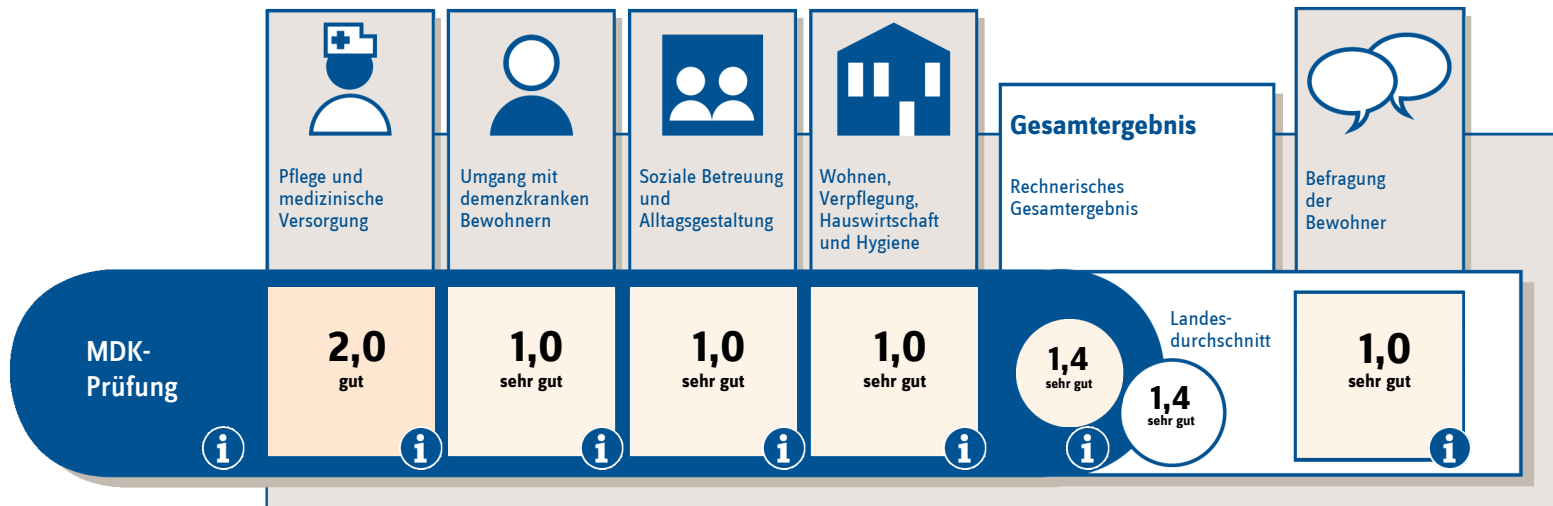 Pflege und
medizinische
Versorgung
Umgang mit
demenzkranken
Bewohnern
Soziale Betreuung
und
Alltagsgestaltung
Wohnen,
Verpflegung,
Hauswirtschaft
und Hygiene
Gesamtergebnis
Rechnerisches
Gesamtergebnis
Befragung
der
Bewohner
MDK-
Prüfung
i
2,0
gut
i
1,0
sehr gut
i
1,0
sehr gut
i
1,0
sehr gut
i
1,4
sehr gut
i
Landes-
durchschnitt
1,4
sehr gut
1,0
sehr gut
i